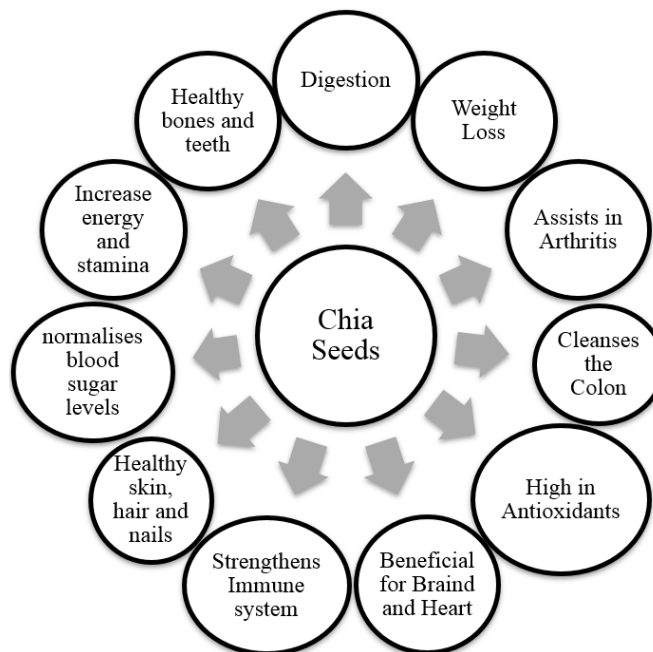 Digestion
Weight
Loss
Assists in
Arthritis
Cleanses
the
Colon
High in
Antioxidants
Beneficial
for Braind
and Heart
Strengthens
Immune
system
Healthy
skin,
hair and
nails
normalises
blood
sugar
levels
Increase
energy
and
stamina
Healthy
bones and
teeth
Chia
Seeds